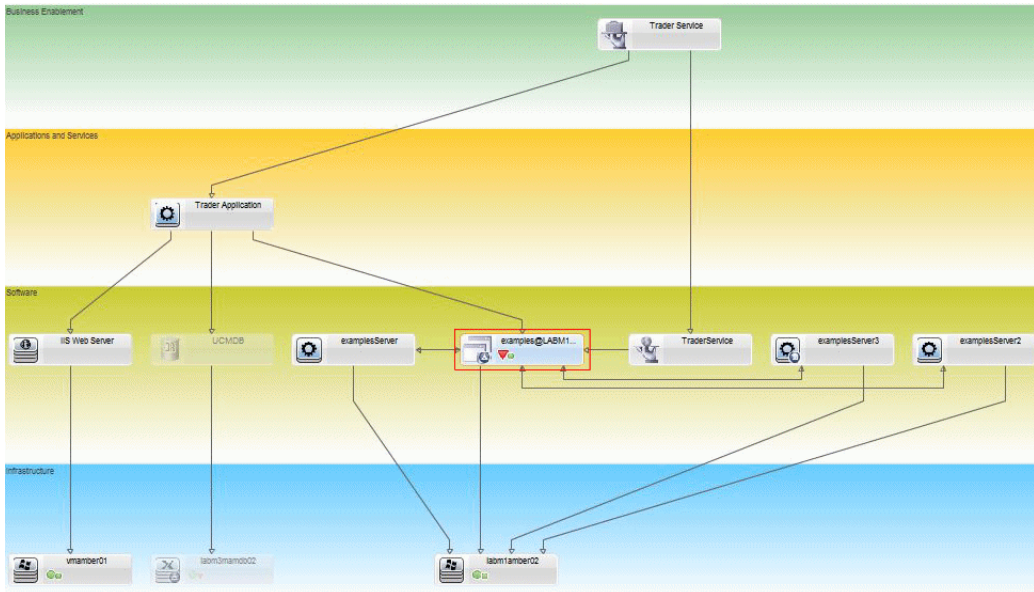 Business Enablement
Trader Service
Applications and Services
Trader Application
Software
IIS Web Server
UCMDB
examplesServer
examples@LABM1...
TraderService
examplesServer3
examplesServer2
Infrastructure
vmamber01
labm3mamdb02
labm1amber02